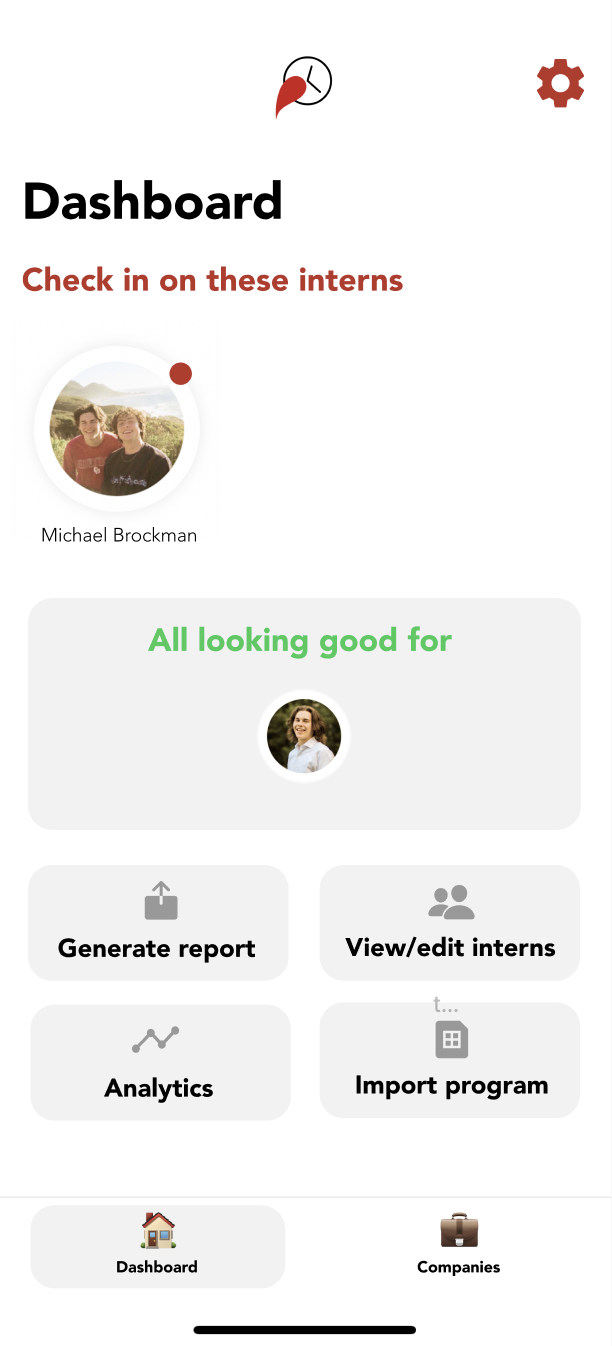 Dashboard
Check in on these interns
Michael Brockman
All looking good for
Generate report
View/edit interns
t...
Analytics
Import program
Dashboard
Companies